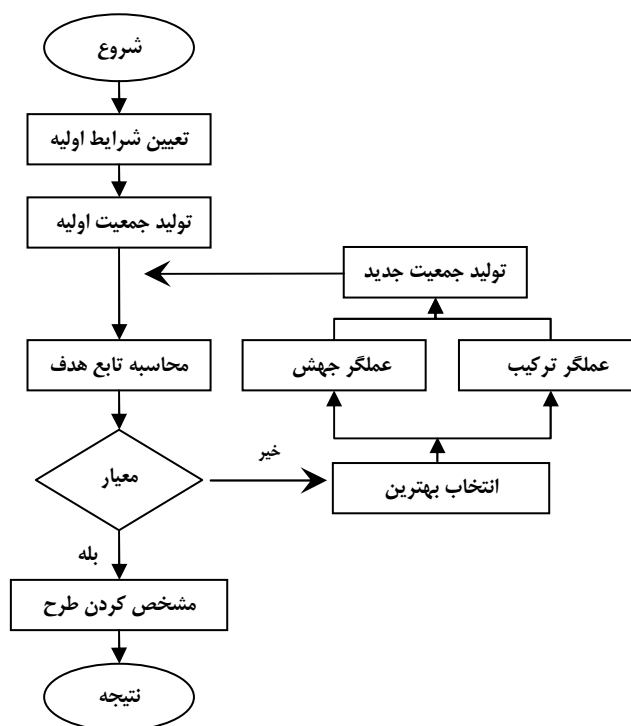 شروع
تعیین شرایط اولیه
تولید جمعیت اولیه
تولید جمعیت جدید
محاسبه تابع هدف
عملگر جهش
عملگر ترکیب
معیار
خیر
انتخاب بهترین
بله
مشخص کردن طرح
نتیجه